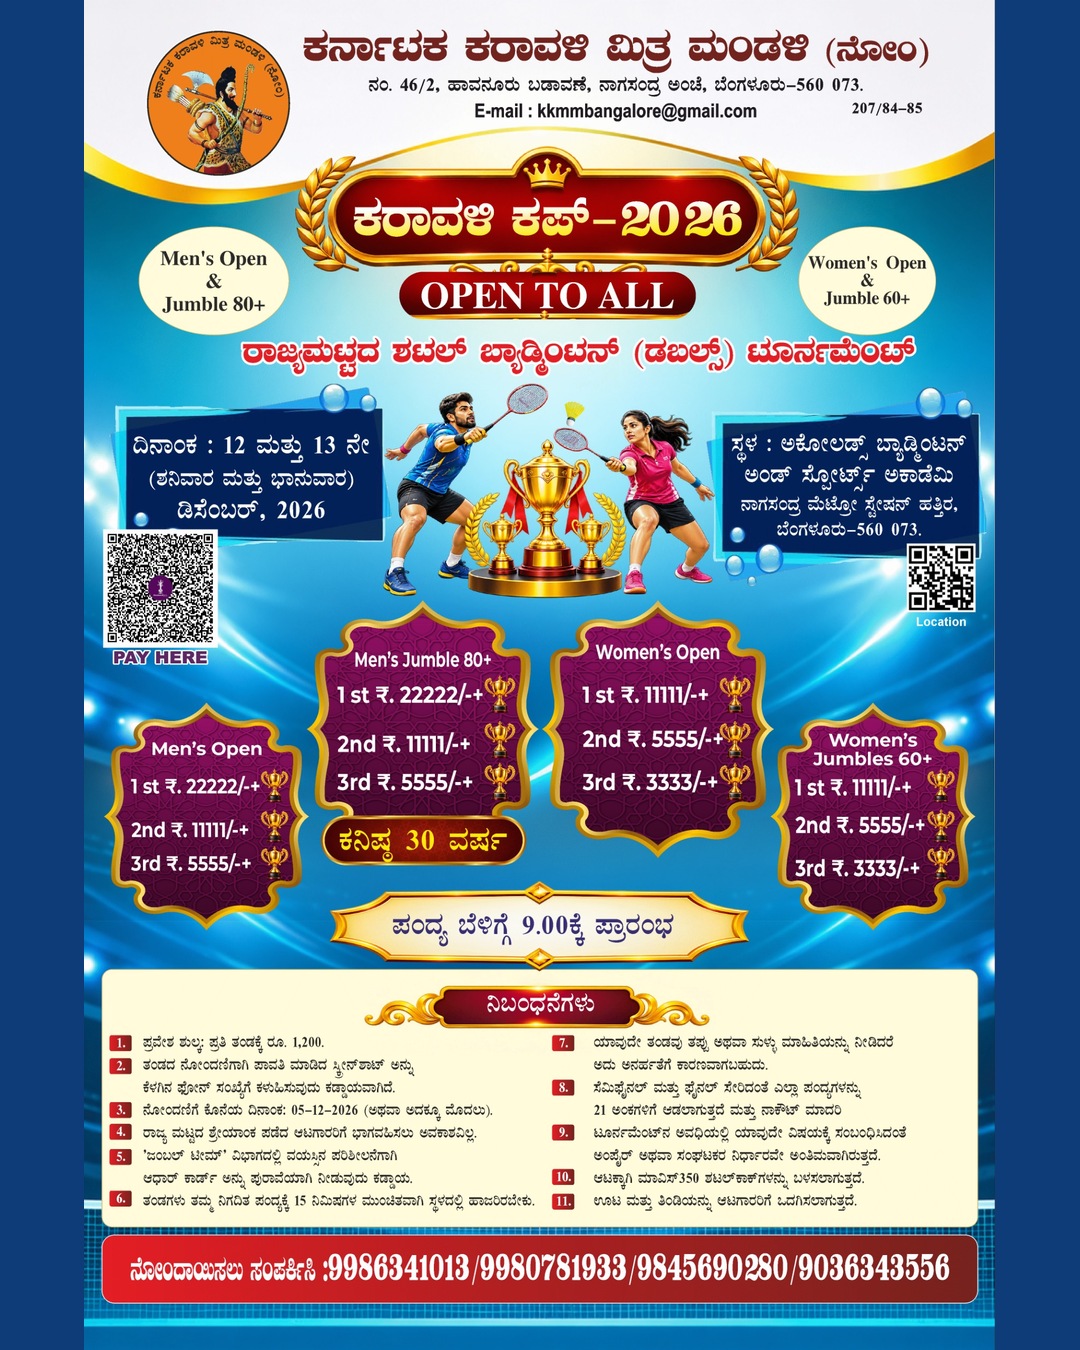 ಕರ್ನಾಟಕ ಕರಾವಳಿ ಮಿತ್ರ ಮಂಡಳಿ (ನೋಂ)
ಕರ್ನಾಟಕ ಕರಾವಳಿ ಮಿತ್ರ ಮಂಡಳಿ (ನೋಂ)
ನಂ. 46/2, ಹಾವನೂರು ಬಡಾವಣೆ, ನಾಗಸಂದ್ರ ಅಂಚೆ, ಬೆಂಗಳೂರು-560 073.
E-mail : kkmmbangalore@gmail.com
207/84-85
ಕರಾವಳಿ ಕಪ್-2026
Men's Open
&
Jumble 80+
Women's Open
&
Jumble 60+
OPEN TO ALL
ರಾಜ್ಯಮಟ್ಟದ ಶಟಲ್ ಬ್ಯಾಡ್ಮಿಂಟನ್ (ಡಬಲ್ಸ್) ಟೂರ್ನಮೆಂಟ್
ದಿನಾಂಕ : 12 ಮತ್ತು 13 ನೇ
(ಶನಿವಾರ ಮತ್ತು ಭಾನುವಾರ)
ಡಿಸೆಂಬರ್, 2026
ಸ್ಥಳ : ಅಕೋಲಡ್ಸ್ ಬ್ಯಾಡ್ಮಿಂಟನ್
ಅಂಡ್ ಸ್ಪೋರ್ಟ್ಸ್ ಅಕಾಡೆಮಿ
ನಾಗಸಂದ್ರ ಮೆಟ್ರೋ ಸ್ಟೇಷನ್ ಹತ್ತಿರ,
ಬೆಂಗಳೂರು-560 073.
PAY HERE
Location
Men's Jumble 80+
1 st ₹. 22222/-+
2nd ₹. 11111/-+
3rd ₹. 5555/-+
ಕನಿಷ್ಠ 30 ವರ್ಷ
Women's Open
1 st ₹. 11111/-+
2nd ₹. 5555/-+
3rd ₹. 3333/-+
Men's Open
1 st ₹. 22222/-+
2nd ₹. 11111/-+
3rd ₹. 5555/-+
Women's
Jumbles 60+
1 st ₹. 11111/-+
2nd ₹. 5555/-+
3rd ₹. 3333/-+
ಪಂದ್ಯ ಬೆಳಿಗ್ಗೆ 9.00ಕ್ಕೆ ಪ್ರಾರಂಭ
ನಿಬಂಧನೆಗಳು
1. ಪ್ರವೇಶ ಶುಲ್ಕ: ಪ್ರತಿ ತಂಡಕ್ಕೆ ರೂ. 1,200.
2. ತಂಡದ ನೋಂದಣಿಗಾಗಿ ಪಾವತಿ ಮಾಡಿದ ಸ್ಕ್ರೀನ್‌ಶಾಟ್ ಅನ್ನು
ಕೆಳಗಿನ ಫೋನ್ ಸಂಖ್ಯೆಗೆ ಕಳುಹಿಸುವುದು ಕಡ್ಡಾಯವಾಗಿದೆ.
3. ನೋಂದಣಿಗೆ ಕೊನೆಯ ದಿನಾಂಕ: 05-12-2026 (ಅಥವಾ ಅದಕ್ಕೂ ಮೊದಲು).
4. ರಾಜ್ಯ ಮಟ್ಟದ ಶ್ರೇಯಾಂಕ ಪಡೆದ ಆಟಗಾರರಿಗೆ ಭಾಗವಹಿಸಲು ಅವಕಾಶವಿಲ್ಲ.
5. 'ಜಂಬಲ್ ಟೀಮ್' ವಿಭಾಗದಲ್ಲಿ ವಯಸ್ಸಿನ ಪರಿಶೀಲನೆಗಾಗಿ
ಆಧಾರ್ ಕಾರ್ಡ್ ಅನ್ನು ಪುರಾವೆಯಾಗಿ ನೀಡುವುದು ಕಡ್ಡಾಯ.
6. ತಂಡಗಳು ತಮ್ಮ ನಿಗದಿತ ಪಂದ್ಯಕ್ಕೆ 15 ನಿಮಿಷಗಳ ಮುಂಚಿತವಾಗಿ ಸ್ಥಳದಲ್ಲಿ ಹಾಜರಿರಬೇಕು.
7. ಯಾವುದೇ ತಂಡವು ತಪ್ಪು ಅಥವಾ ಸುಳ್ಳು ಮಾಹಿತಿಯನ್ನು ನೀಡಿದರೆ
ಅದು ಅನರ್ಹತೆಗೆ ಕಾರಣವಾಗಬಹುದು.
8. ಸೆಮಿಫೈನಲ್ ಮತ್ತು ಫೈನಲ್ ಸೇರಿದಂತೆ ಎಲ್ಲಾ ಪಂದ್ಯಗಳನ್ನು
21 ಅಂಕಗಳಿಗೆ ಆಡಲಾಗುತ್ತದೆ ಮತ್ತು ನಾಕೌಟ್ ಮಾದರಿ
9. ಟೂರ್ನಮೆಂಟ್‌ನ ಅವಧಿಯಲ್ಲಿ ಯಾವುದೇ ವಿಷಯಕ್ಕೆ ಸಂಬಂಧಿಸಿದಂತೆ
ಅಂಪೈರ್ ಅಥವಾ ಸಂಘಟಕರ ನಿರ್ಧಾರವೇ ಅಂತಿಮವಾಗಿರುತ್ತದೆ.
10. ಆಟಕ್ಕಾಗಿ ಮಾವಿಸ್350 ಶಟಲ್‌ಕಾಕ್‌ಗಳನ್ನು ಬಳಸಲಾಗುತ್ತದೆ.
11. ಊಟ ಮತ್ತು ತಿಂಡಿಯನ್ನು ಆಟಗಾರರಿಗೆ ಒದಗಿಸಲಾಗುತ್ತದೆ.
ನೋಂದಾಯಿಸಲು ಸಂಪರ್ಕಿಸಿ :9986341013/9980781933/9845690280/9036343556